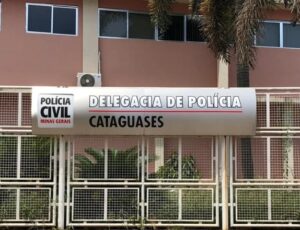 POLÍCIA
CIVIL
MINAS GERAIS
DELEGACIA DE POLÍCIA
CATAGUASES